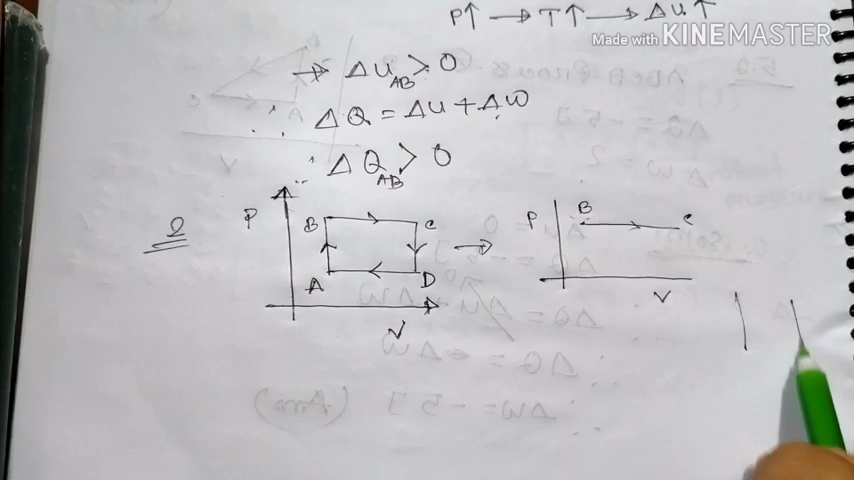 P↑ → T↑ → ΔU↑
Made with KINEMASTER
→ ΔU_AB > 0
∴ ΔQ = ΔU + ΔW
∴ ΔQ_AB > 0
2
P
B
C
A
D
V
→
P
B
C
V